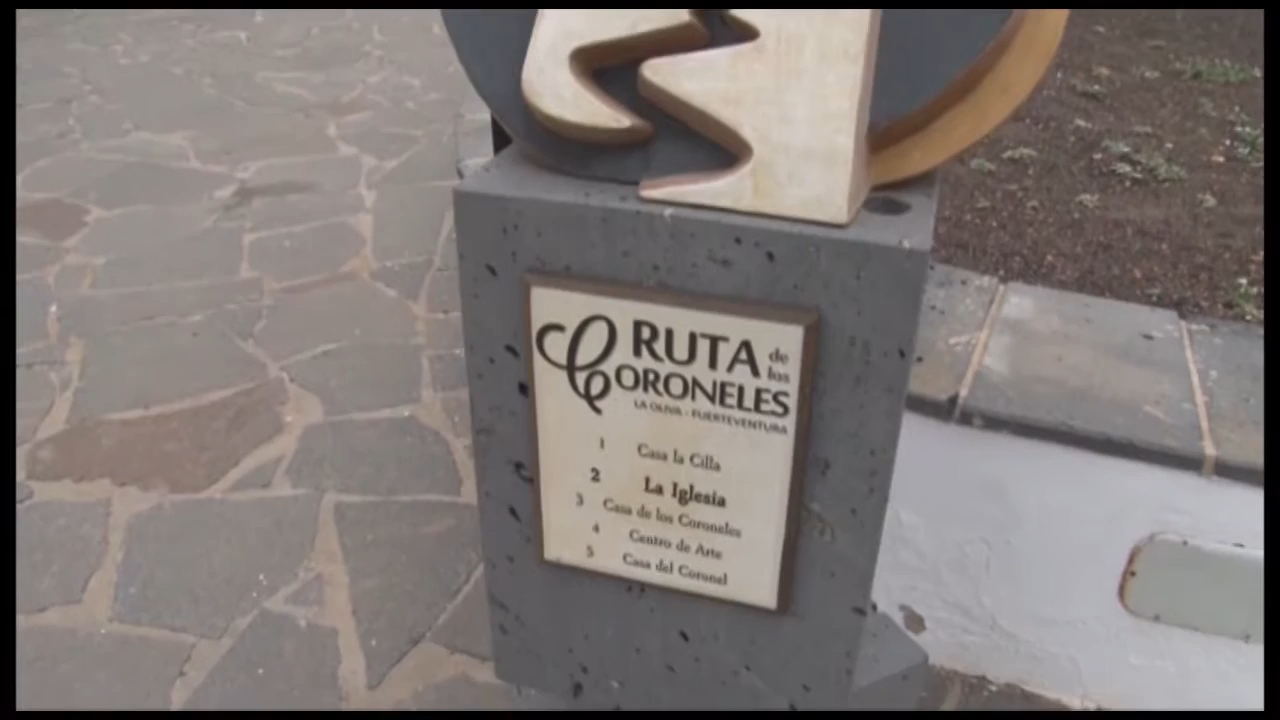 RUTA de los
CORONELES
LA OLIVA - FUERTEVENTURA
1 Casa la Cilla
2 La Iglesia
3 Casa de los Coroneles
4 Centro de Arte
5 Casa del Coronel